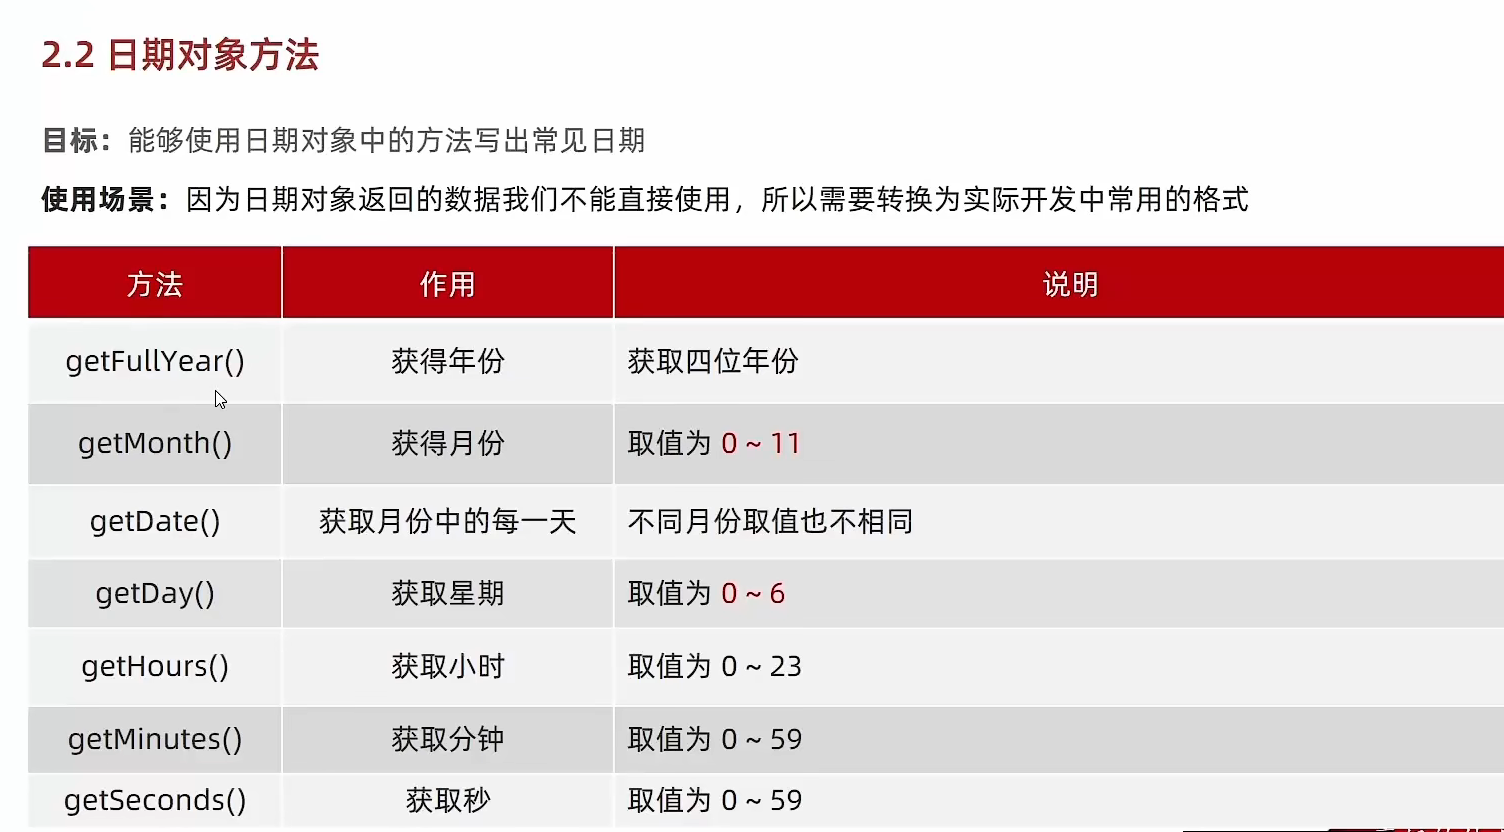 2.2 日期对象方法
目标：能够使用日期对象中的方法写出常见日期
使用场景：因为日期对象返回的数据我们不能直接使用，所以需要转换为实际开发中常用的格式
方法 作用 说明
getFullYear() 获得年份 获取四位年份
getMonth() 获得月份 取值为 0 ~ 11
getDate() 获取月份中的每一天 不同月份取值也不相同
getDay() 获取星期 取值为 0 ~ 6
getHours() 获取小时 取值为 0 ~ 23
getMinutes() 获取分钟 取值为 0 ~ 59
getSeconds() 获取秒 取值为 0 ~ 59